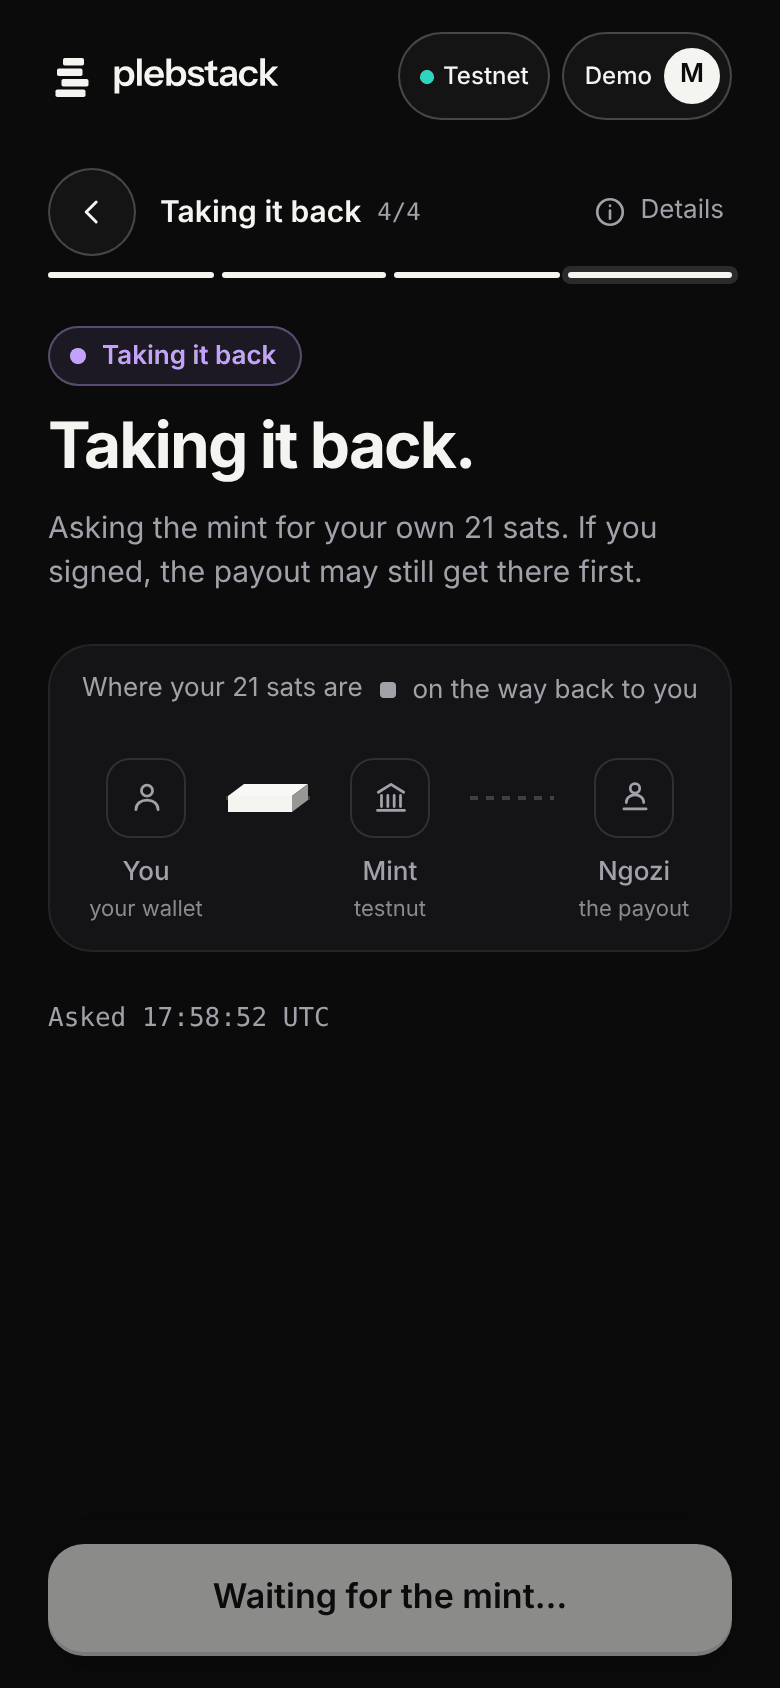 plebstack
Testnet
Demo M
Taking it back 4/4
Details
Taking it back
Taking it back.
Asking the mint for your own 21 sats. If you
signed, the payout may still get there first.
Where your 21 sats are on the way back to you
You
your wallet
Mint
testnut
Ngozi
the payout
Asked 17:58:52 UTC
Waiting for the mint...